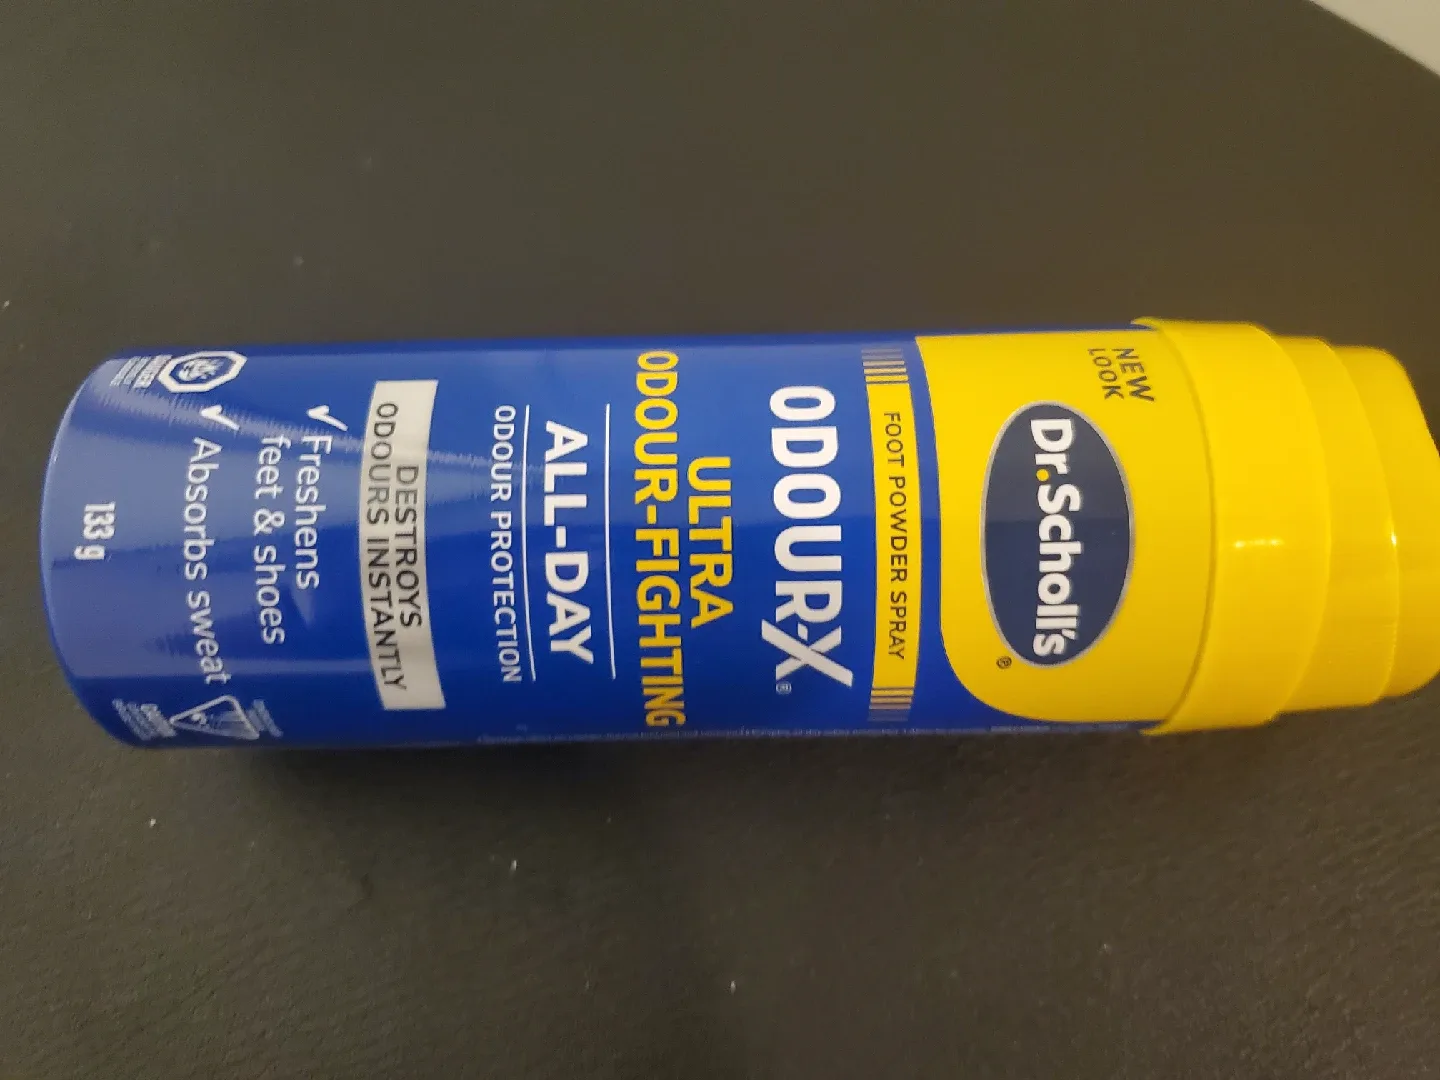 NEW
LOOK
Dr.Scholl's®
FOOT POWDER SPRAY
ODOUR-X®
ULTRA
ODOUR-FIGHTING
ALL-DAY
ODOUR PROTECTION
DESTROYS
ODOURS INSTANTLY
✓ Freshens
feet & shoes
✓ Absorbs sweat
133 g